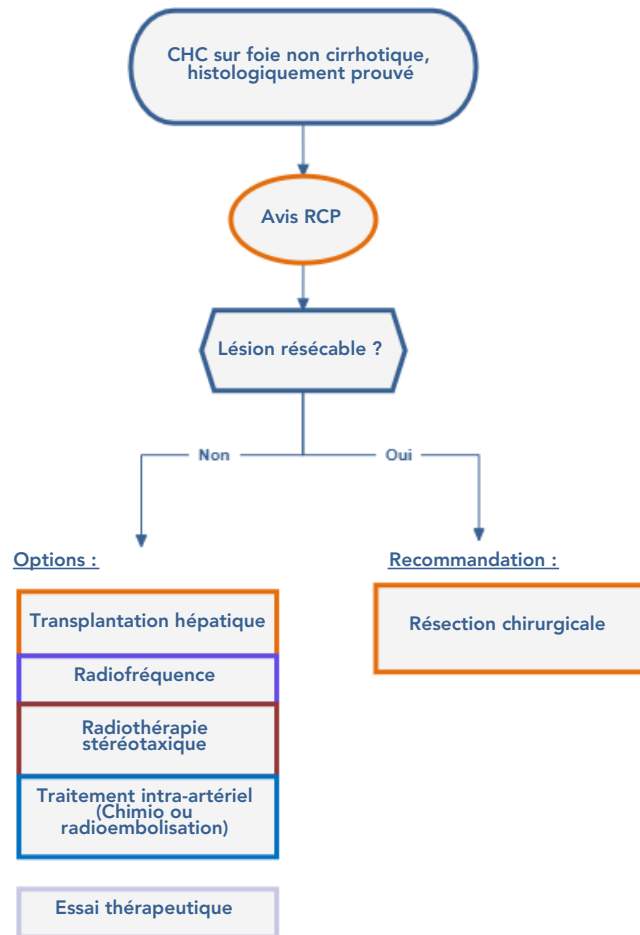 CHC sur foie non cirrhotique,
histologiquement prouvé
Avis RCP
Lésion résécable ?
Non
Oui
Options :
Transplantation hépatique
Radiofréquence
Radiothérapie
stéréotaxique
Traitement intra-artériel
(Chimio ou
radioembolisation)
Essai thérapeutique
Recommandation :
Résection chirurgicale